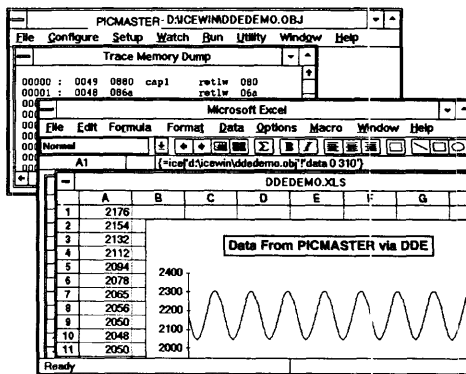 PICMASTER - D:\ICEWIN\DDEDEMO.OBJ
File Configure Setup Watch Run Utility Window Help
Trace Memory Dump
00000 : 0049 0880 cap1 retlw 080
00001 : 0048 086a retlw 06a
Microsoft Excel
File Edit Formula Format Data Options Macro Window Help
Normal Σ B I
A1 {=ice|'d:\icewin\ddedemo.obj'!'data 0 310'}
DDEDEMO.XLS
A B C D E F G
1 2176
2 2154
3 2132
4 2112
5 2094
6 2078
7 2065
8 2056
9 2050
10 2048
11 2050
Data From PICMASTER via DDE
2400
2300
2200
2100
2000
Ready